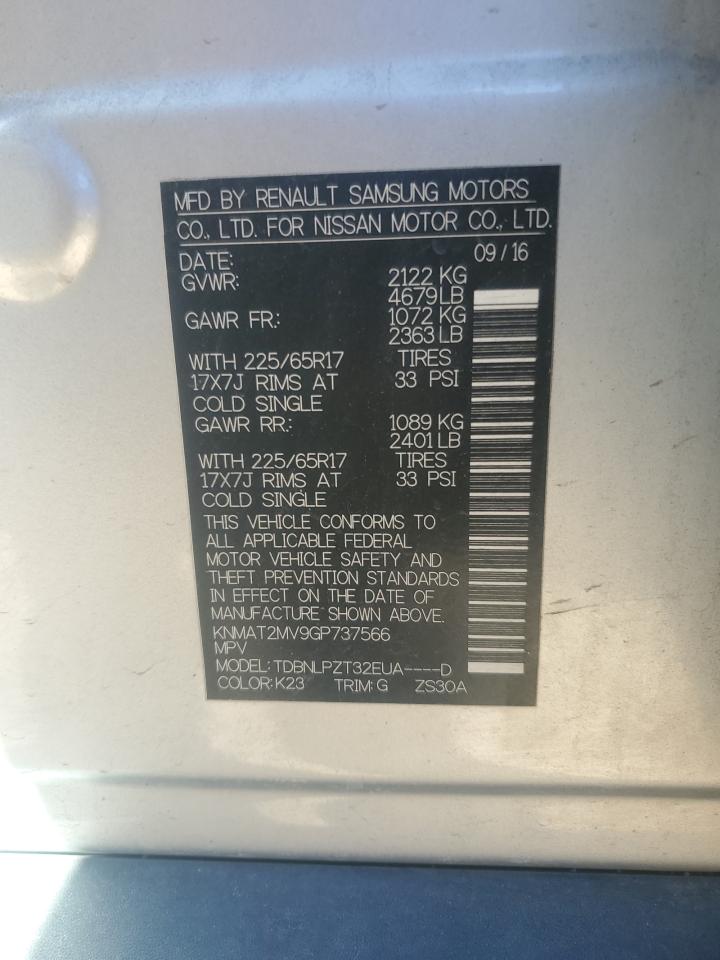 MFD BY RENAULT SAMSUNG MOTORS
CO., LTD. FOR NISSAN MOTOR CO., LTD.
DATE: 09/16
GVWR: 2122 KG
4679LB
GAWR FR.: 1072 KG
2363LB
WITH 225/65R17 TIRES
17X7J RIMS AT 33 PSI
COLD SINGLE
GAWR RR.: 1089 KG
2401LB
WITH 225/65R17 TIRES
17X7J RIMS AT 33 PSI
COLD SINGLE
THIS VEHICLE CONFORMS TO
ALL APPLICABLE FEDERAL
MOTOR VEHICLE SAFETY AND
THEFT PREVENTION STANDARDS
IN EFFECT ON THE DATE OF
MANUFACTURE SHOWN ABOVE.
KNMAT2MV9GP737566
MPV
MODEL: TDBNLPZT32EUA----D
COLOR: K23 TRIM: G ZS30A